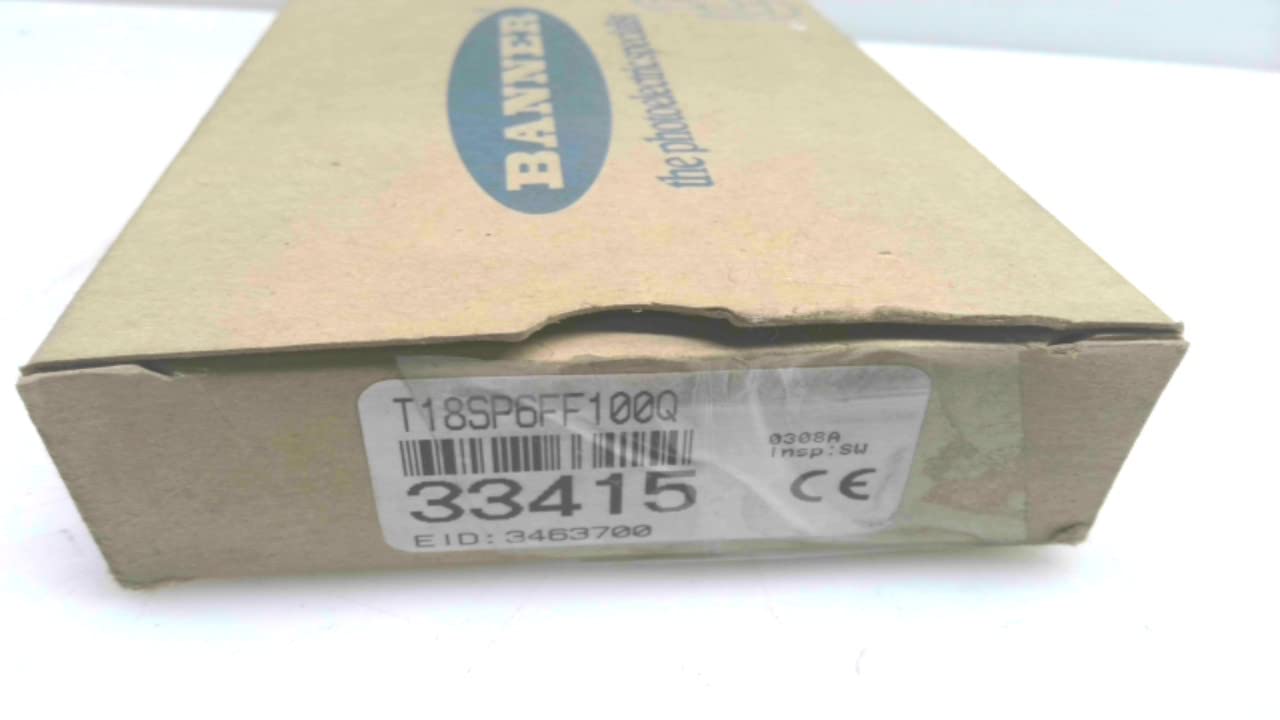 BANNER
the photoelectric specialist
T18SP6FF100Q
33415
EID: 3463700
0308A
Insp:SW
CE